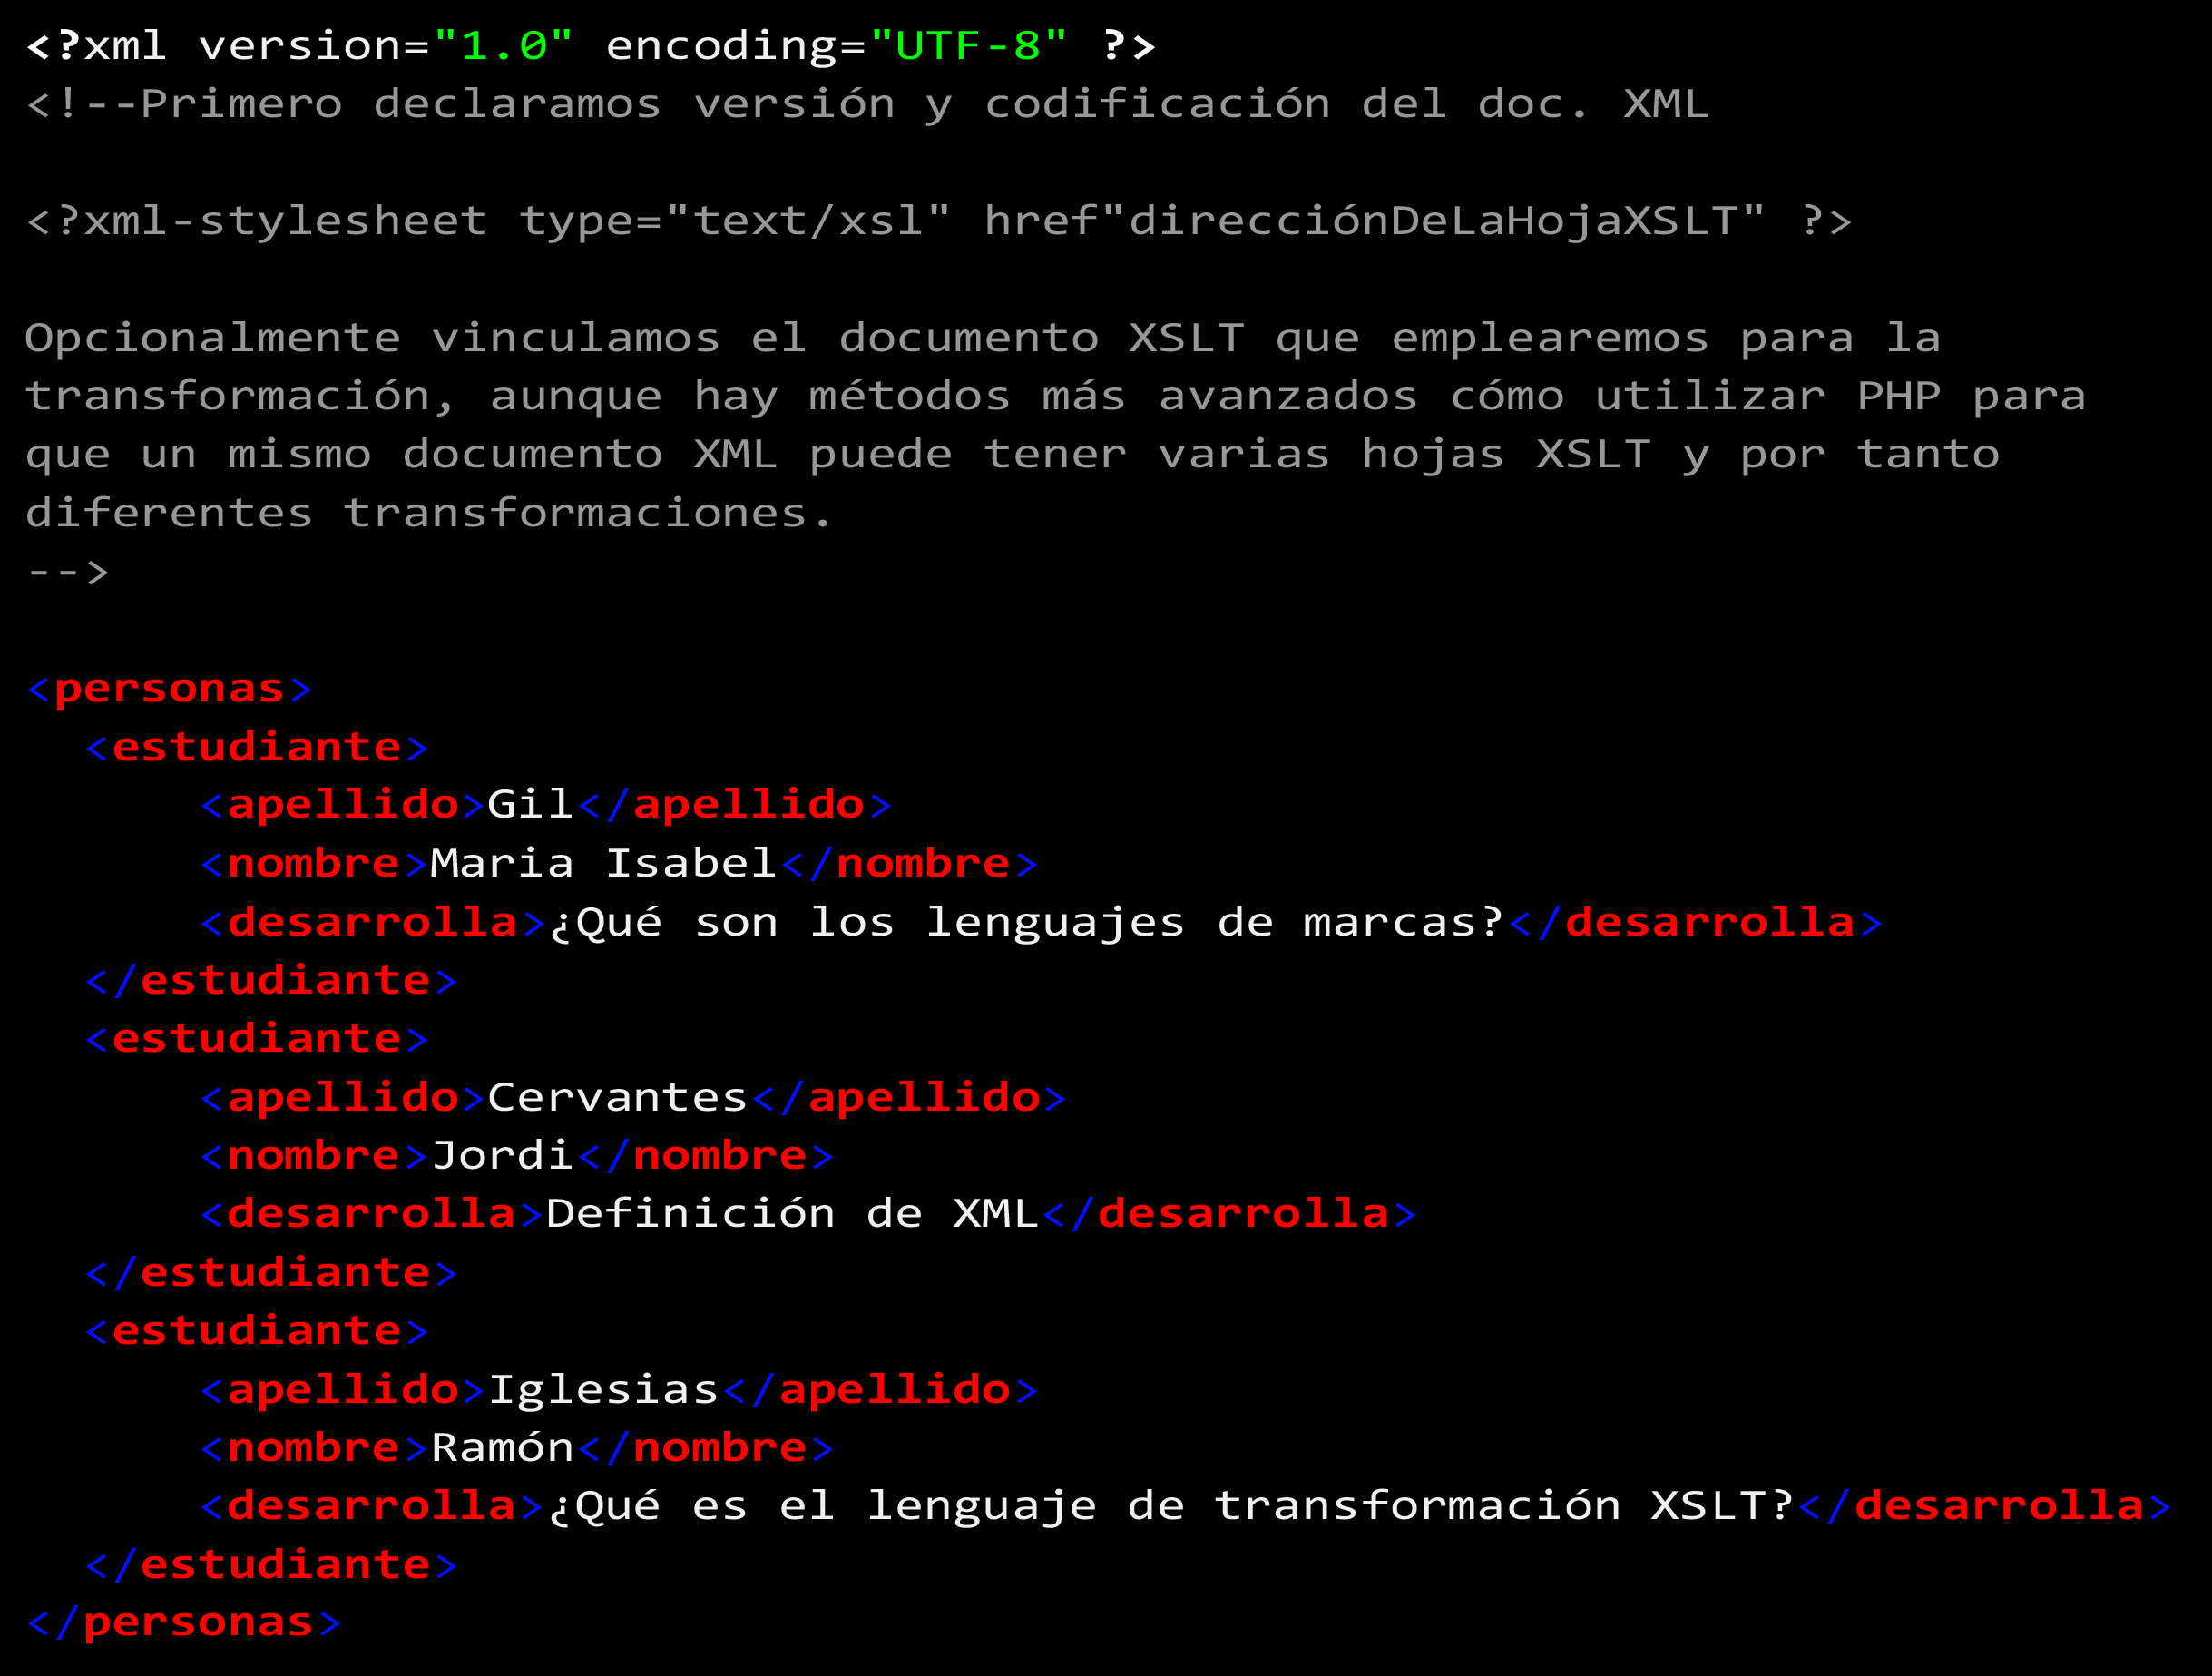 <?xml version="1.0" encoding="UTF-8" ?>
<!--Primero declaramos versión y codificación del doc. XML
<?xml-stylesheet type="text/xsl" href"direcciónDeLaHojaXSLT" ?>
Opcionalmente vinculamos el documento XSLT que emplearemos para la
transformación, aunque hay métodos más avanzados cómo utilizar PHP para
que un mismo documento XML puede tener varias hojas XSLT y por tanto
diferentes transformaciones.
-->
<personas>
<estudiante>
<apellido>Gil</apellido>
<nombre>Maria Isabel</nombre>
<desarrolla>¿Qué son los lenguajes de marcas?</desarrolla>
</estudiante>
<estudiante>
<apellido>Cervantes</apellido>
<nombre>Jordi</nombre>
<desarrolla>Definición de XML</desarrolla>
</estudiante>
<estudiante>
<apellido>Iglesias</apellido>
<nombre>Ramón</nombre>
<desarrolla>¿Qué es el lenguaje de transformación XSLT?</desarrolla>
</estudiante>
</personas>